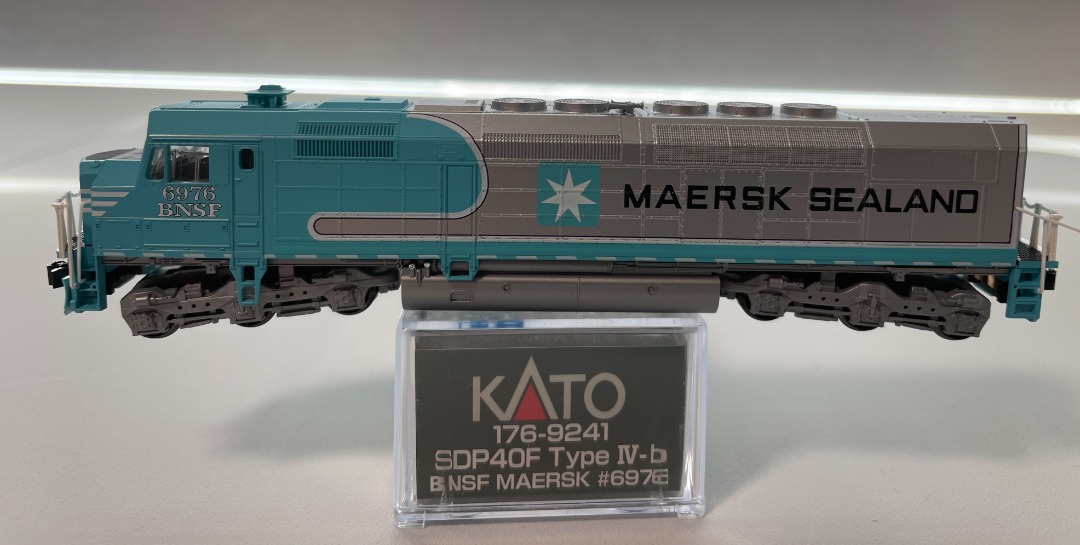 6976
BNSF
MAERSK SEALAND
KATO
176-9241
SDP40F Type Ⅳ-b
BNSF MAERSK #6976